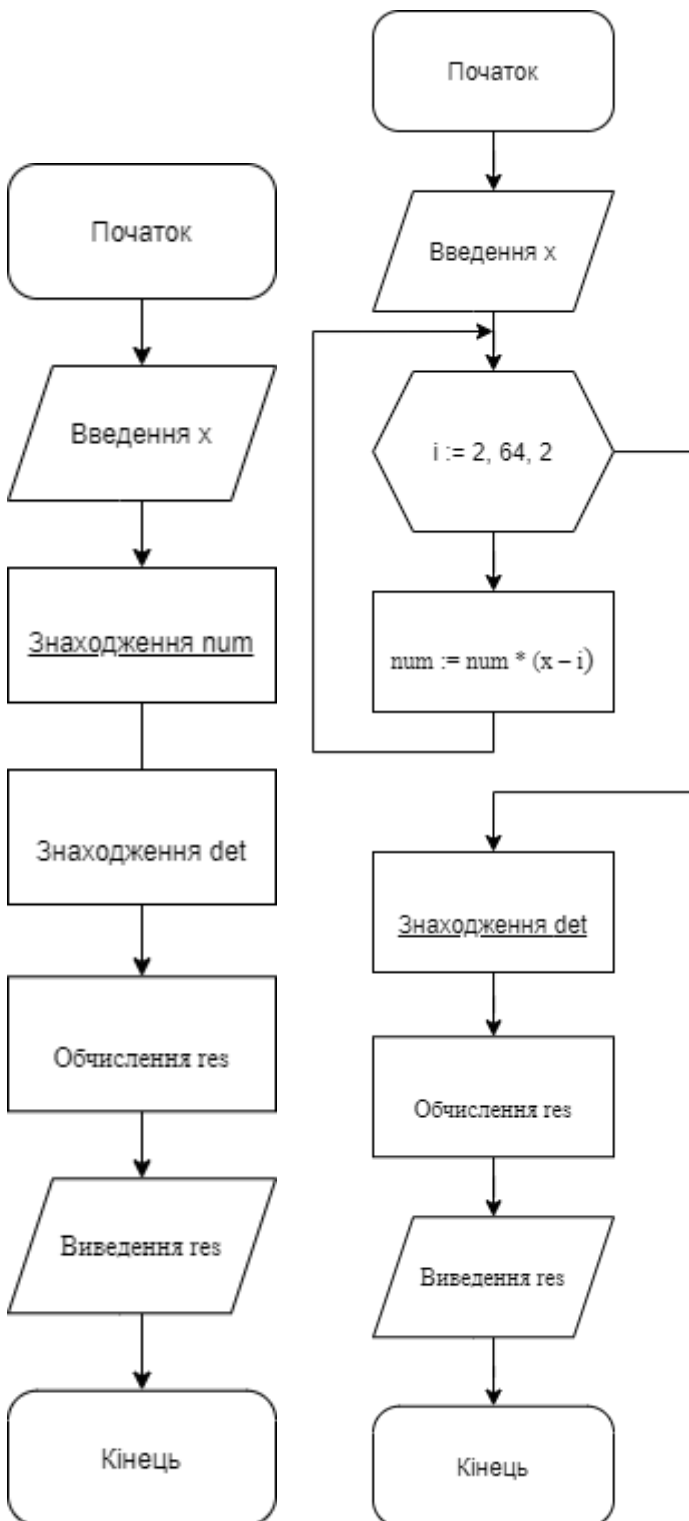 Початок
Введення x
Знаходження num
Знаходження det
Обчислення res
Виведення res
Кінець
Початок
Введення x
i := 2, 64, 2
num := num * (x – i)
Знаходження det
Обчислення res
Виведення res
Кінець